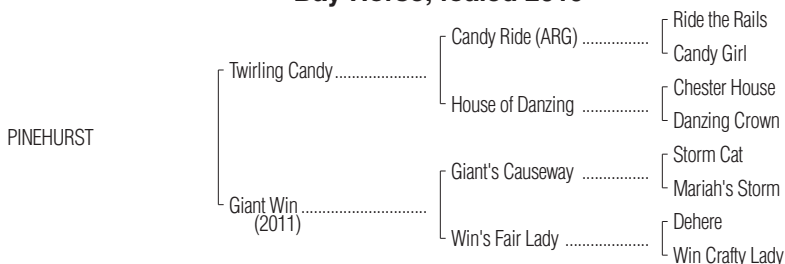 Bay Horse, foaled
Ride the Rails
Candy Ride (ARG) ................
Candy Girl
Twirling Candy......................
Chester House
House of Danzing ................
Danzing Crown
PINEHURST
Storm Cat
Giant's Causeway ................
Mariah's Storm
Giant Win ..............................
(2011)
Dehere
Win's Fair Lady ....................
Win Crafty Lady